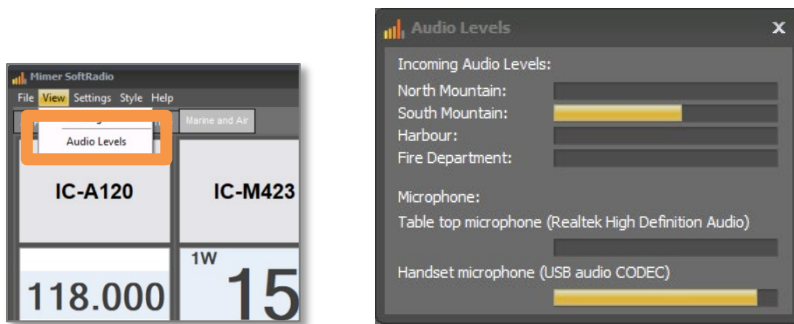 Mimer SoftRadio
File View Settings Style Help
Marine and Air
Audio Levels
IC-A120
IC-M423
118.000
1W
15
Audio Levels
X
Incoming Audio Levels:
North Mountain:
South Mountain:
Harbour:
Fire Department:
Microphone:
Table top microphone (Realtek High Definition Audio)
Handset microphone (USB audio CODEC)